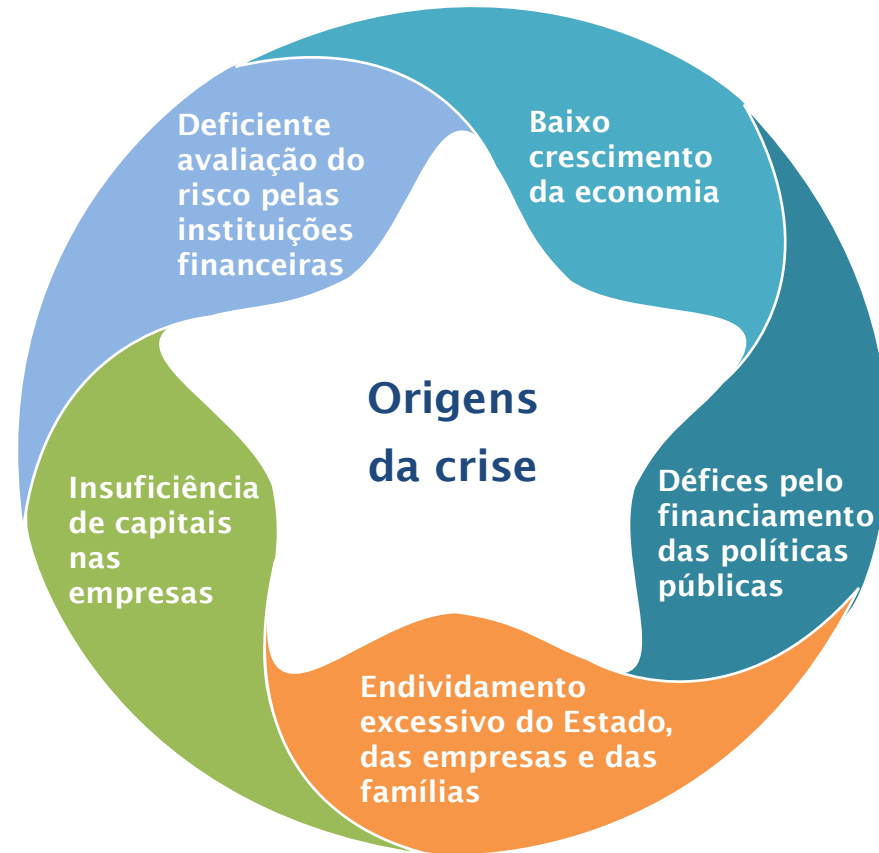 Deficiente
avaliação do
risco pelas
instituições
financeiras
Baixo
crescimento
da economia
Origens
da crise
Insuficiência
de capitais
nas
empresas
Défices pelo
financiamento
das políticas
públicas
Endividamento
excessivo do Estado,
das empresas e das
famílias